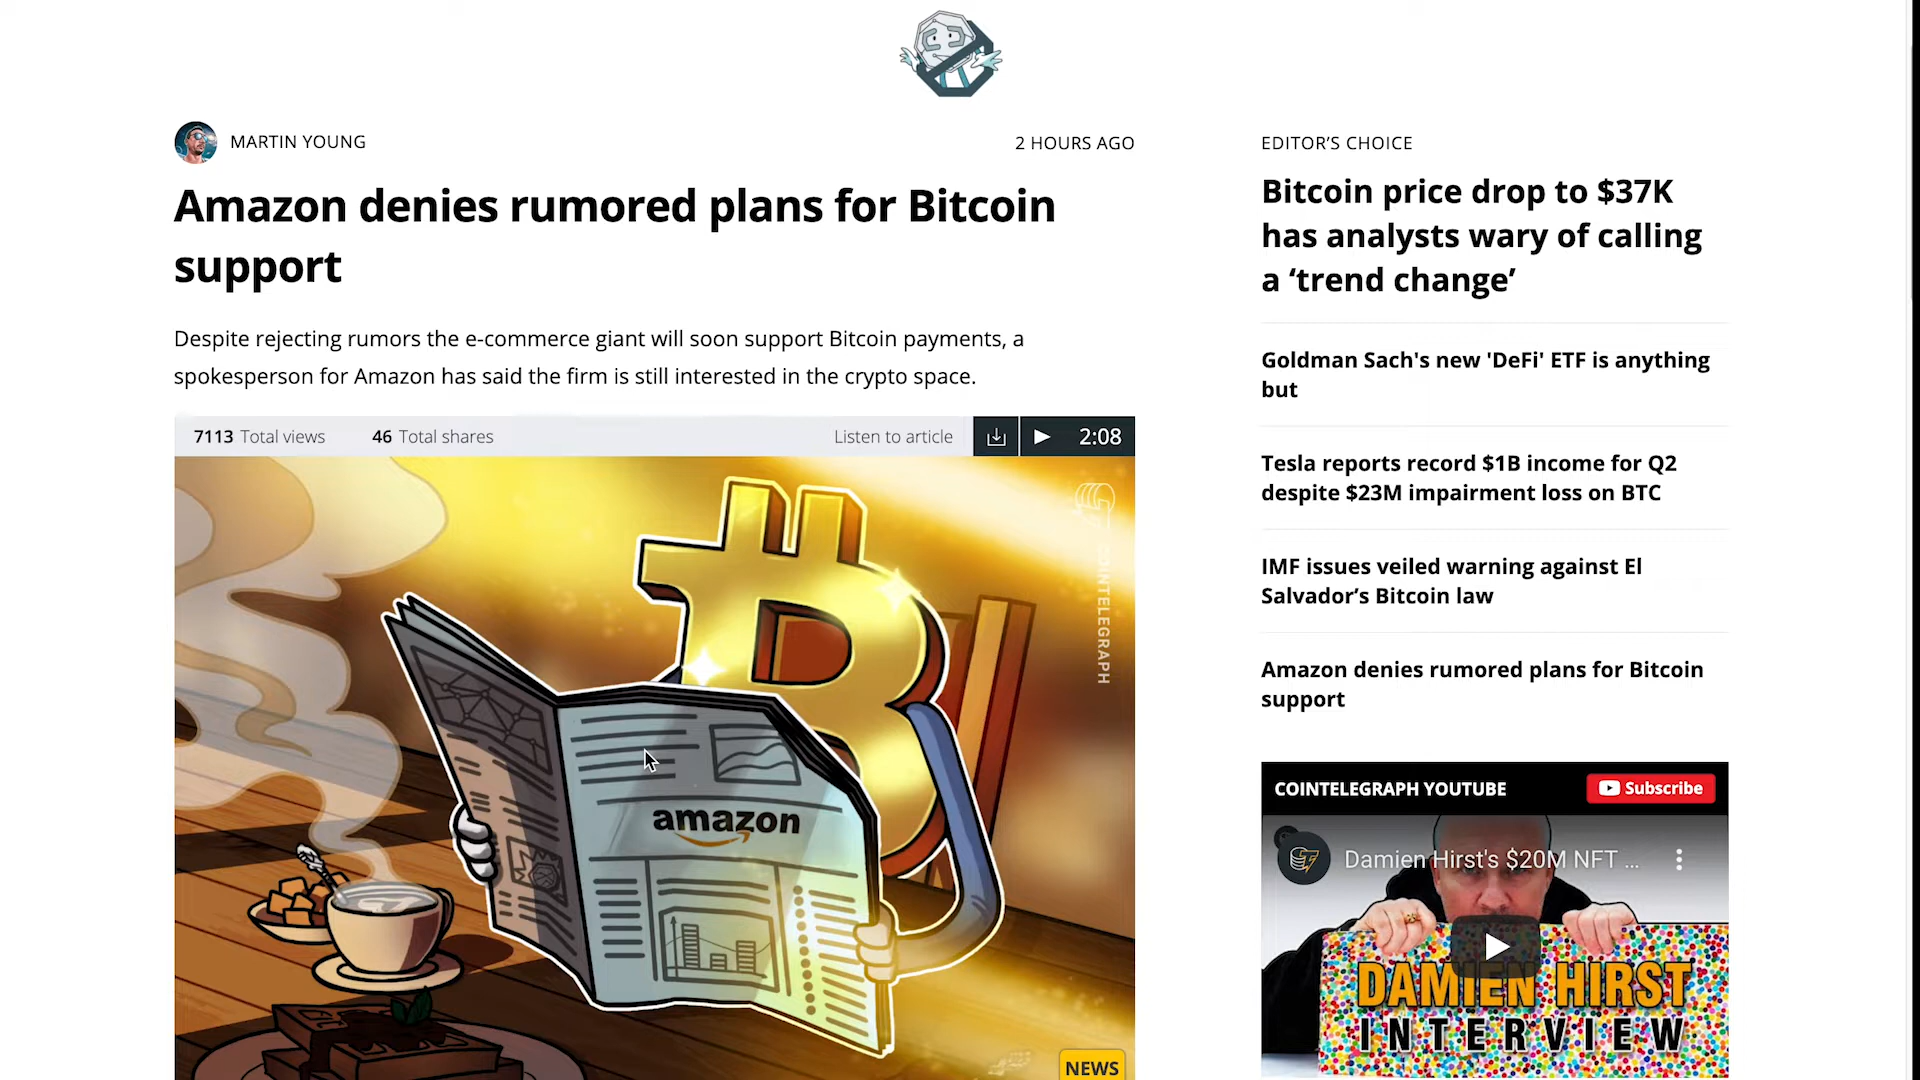 MARTIN YOUNG
2 HOURS AGO
Amazon denies rumored plans for Bitcoin
support
Despite rejecting rumors the e-commerce giant will soon support Bitcoin payments, a
spokesperson for Amazon has said the firm is still interested in the crypto space.
7113 Total views
46 Total shares
Listen to article
2:08
COINTELEGRAPH
amazon
NEWS
EDITOR’S CHOICE
Bitcoin price drop to $37K
has analysts wary of calling
a ‘trend change’
Goldman Sach's new 'DeFi' ETF is anything
but
Tesla reports record $1B income for Q2
despite $23M impairment loss on BTC
IMF issues veiled warning against El
Salvador’s Bitcoin law
Amazon denies rumored plans for Bitcoin
support
COINTELEGRAPH YOUTUBE
Subscribe
Damien Hirst's $20M NFT ...
DAMIEN HIRST
INTERVIEW